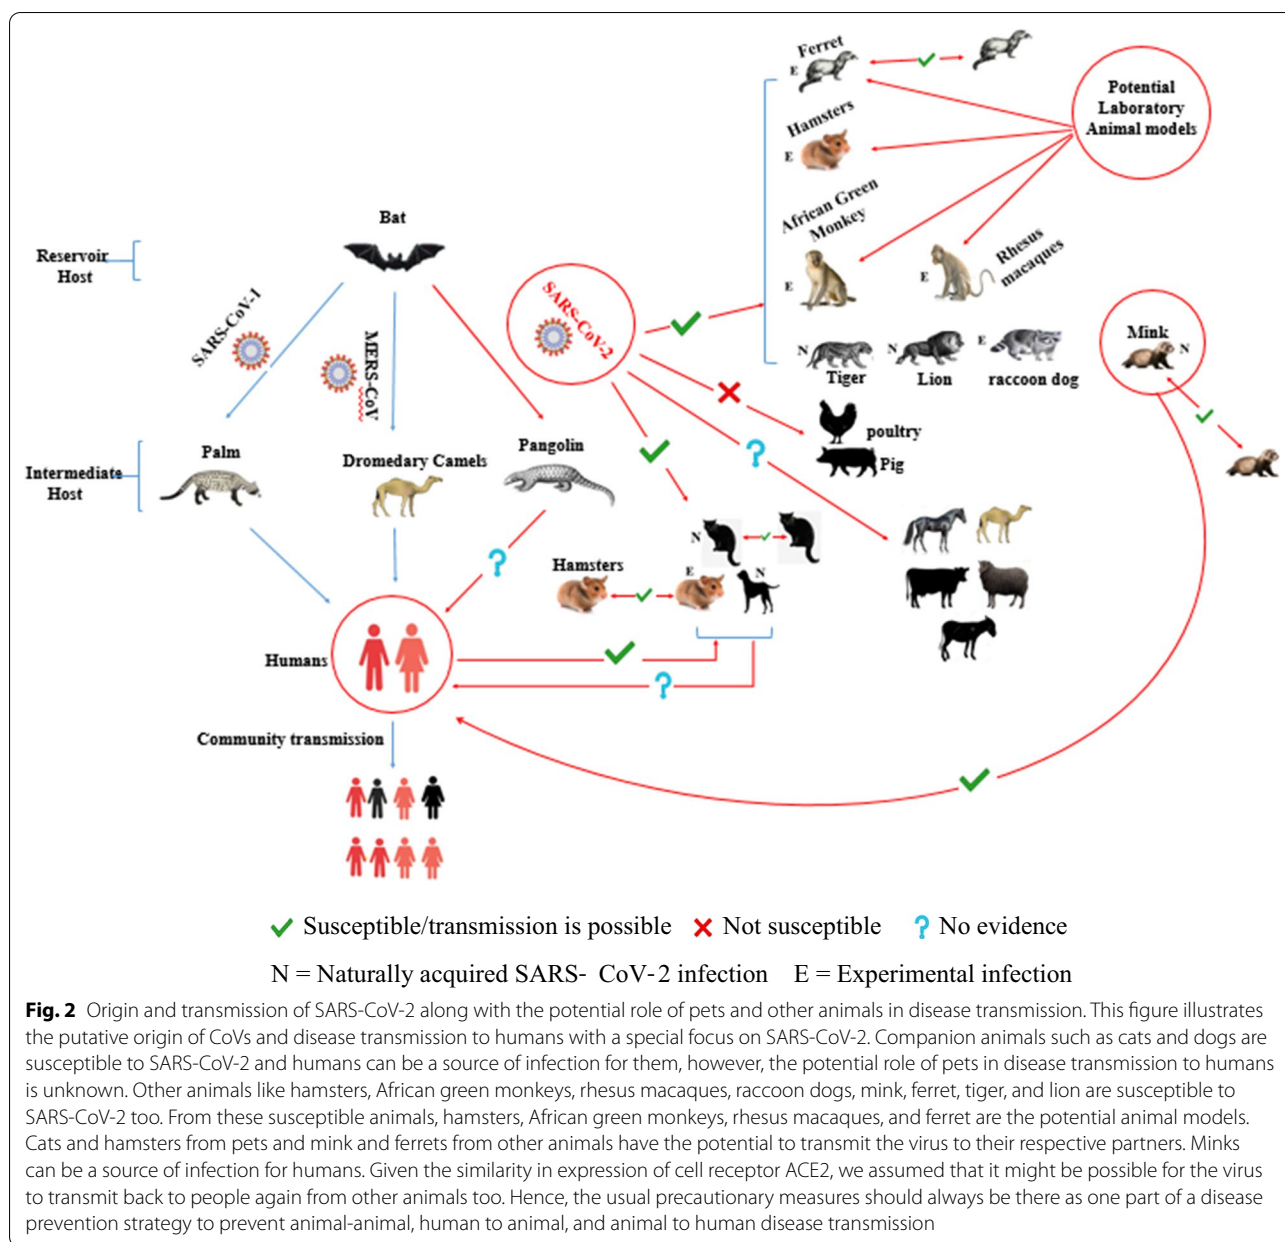 Ferret
E
Potential
Laboratory
Animal models
Hamsters
E
African Green
Monkey
E
E
Rhesus
macaques
Bat
Reservoir
Host
SARS-CoV-1
MERS-CoV
SARS-CoV-2
Mink
N
N
Tiger
N
Lion
E
raccoon dog
poultry
Pig
Palm
Dromedary Camels
Pangolin
Intermediate
Host
N
Hamsters
E
N
Humans
Community transmission
Susceptible/transmission is possible
Not susceptible
No evidence
N = Naturally acquired SARS- CoV-2 infection
E = Experimental infection
Fig. 2 Origin and transmission of SARS-CoV-2 along with the potential role of pets and other animals in disease transmission. This figure illustrates
the putative origin of CoVs and disease transmission to humans with a special focus on SARS-CoV-2. Companion animals such as cats and dogs are
susceptible to SARS-CoV-2 and humans can be a source of infection for them, however, the potential role of pets in disease transmission to humans
is unknown. Other animals like hamsters, African green monkeys, rhesus macaques, raccoon dogs, mink, ferret, tiger, and lion are susceptible to
SARS-CoV-2 too. From these susceptible animals, hamsters, African green monkeys, rhesus macaques, and ferret are the potential animal models.
Cats and hamsters from pets and mink and ferrets from other animals have the potential to transmit the virus to their respective partners. Minks
can be a source of infection for humans. Given the similarity in expression of cell receptor ACE2, we assumed that it might be possible for the virus
to transmit back to people again from other animals too. Hence, the usual precautionary measures should always be there as one part of a disease
prevention strategy to prevent animal-animal, human to animal, and animal to human disease transmission